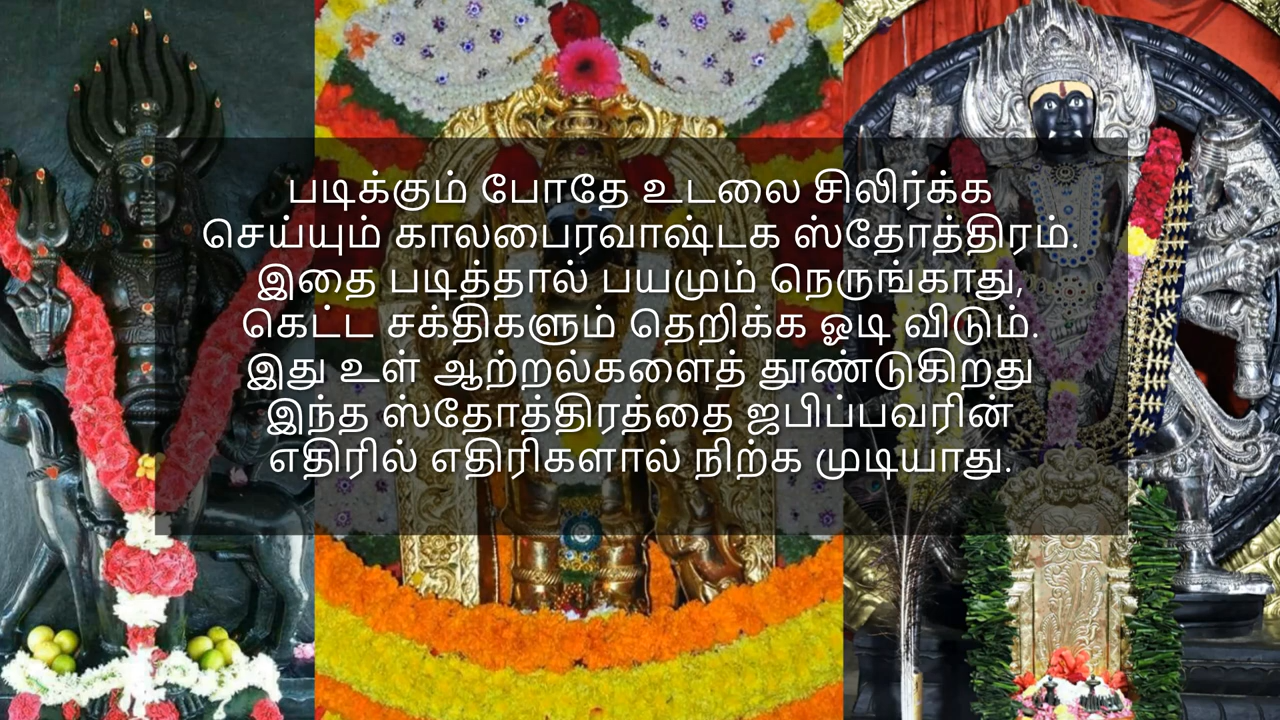 படிக்கும் போதே உடலை சிலிர்க்க
செய்யும் காலபைரவாஷ்டக ஸ்தோத்திரம்.
இதை படித்தால் பயமும் நெருங்காது,
கெட்ட சக்திகளும் தெறிக்க ஓடி விடும்.
இது உள் ஆற்றல்களைத் தூண்டுகிறது
இந்த ஸ்தோத்திரத்தை ஜபிப்பவரின்
எதிரில் எதிரிகளால் நிற்க முடியாது.